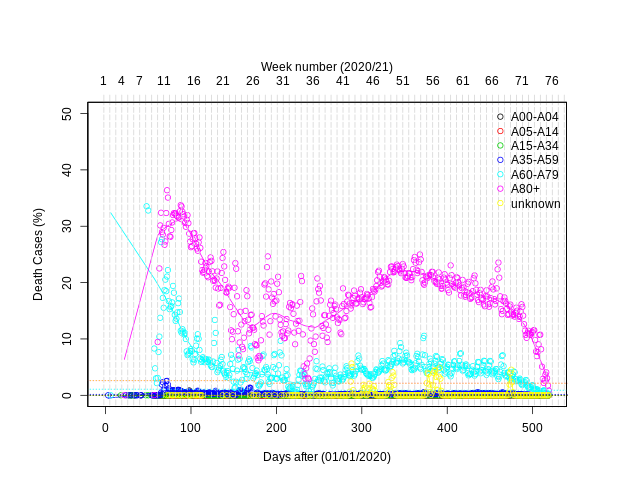 Week number (2020/21)
1 4 7 11 16 21 26 31 36 41 46 51 56 61 66 71 76
50
40
30
20
10
0
Death Cases (%)
A00-A04
A05-A14
A15-A34
A35-A59
A60-A79
A80+
unknown
0 100 200 300 400 500
Days after (01/01/2020)